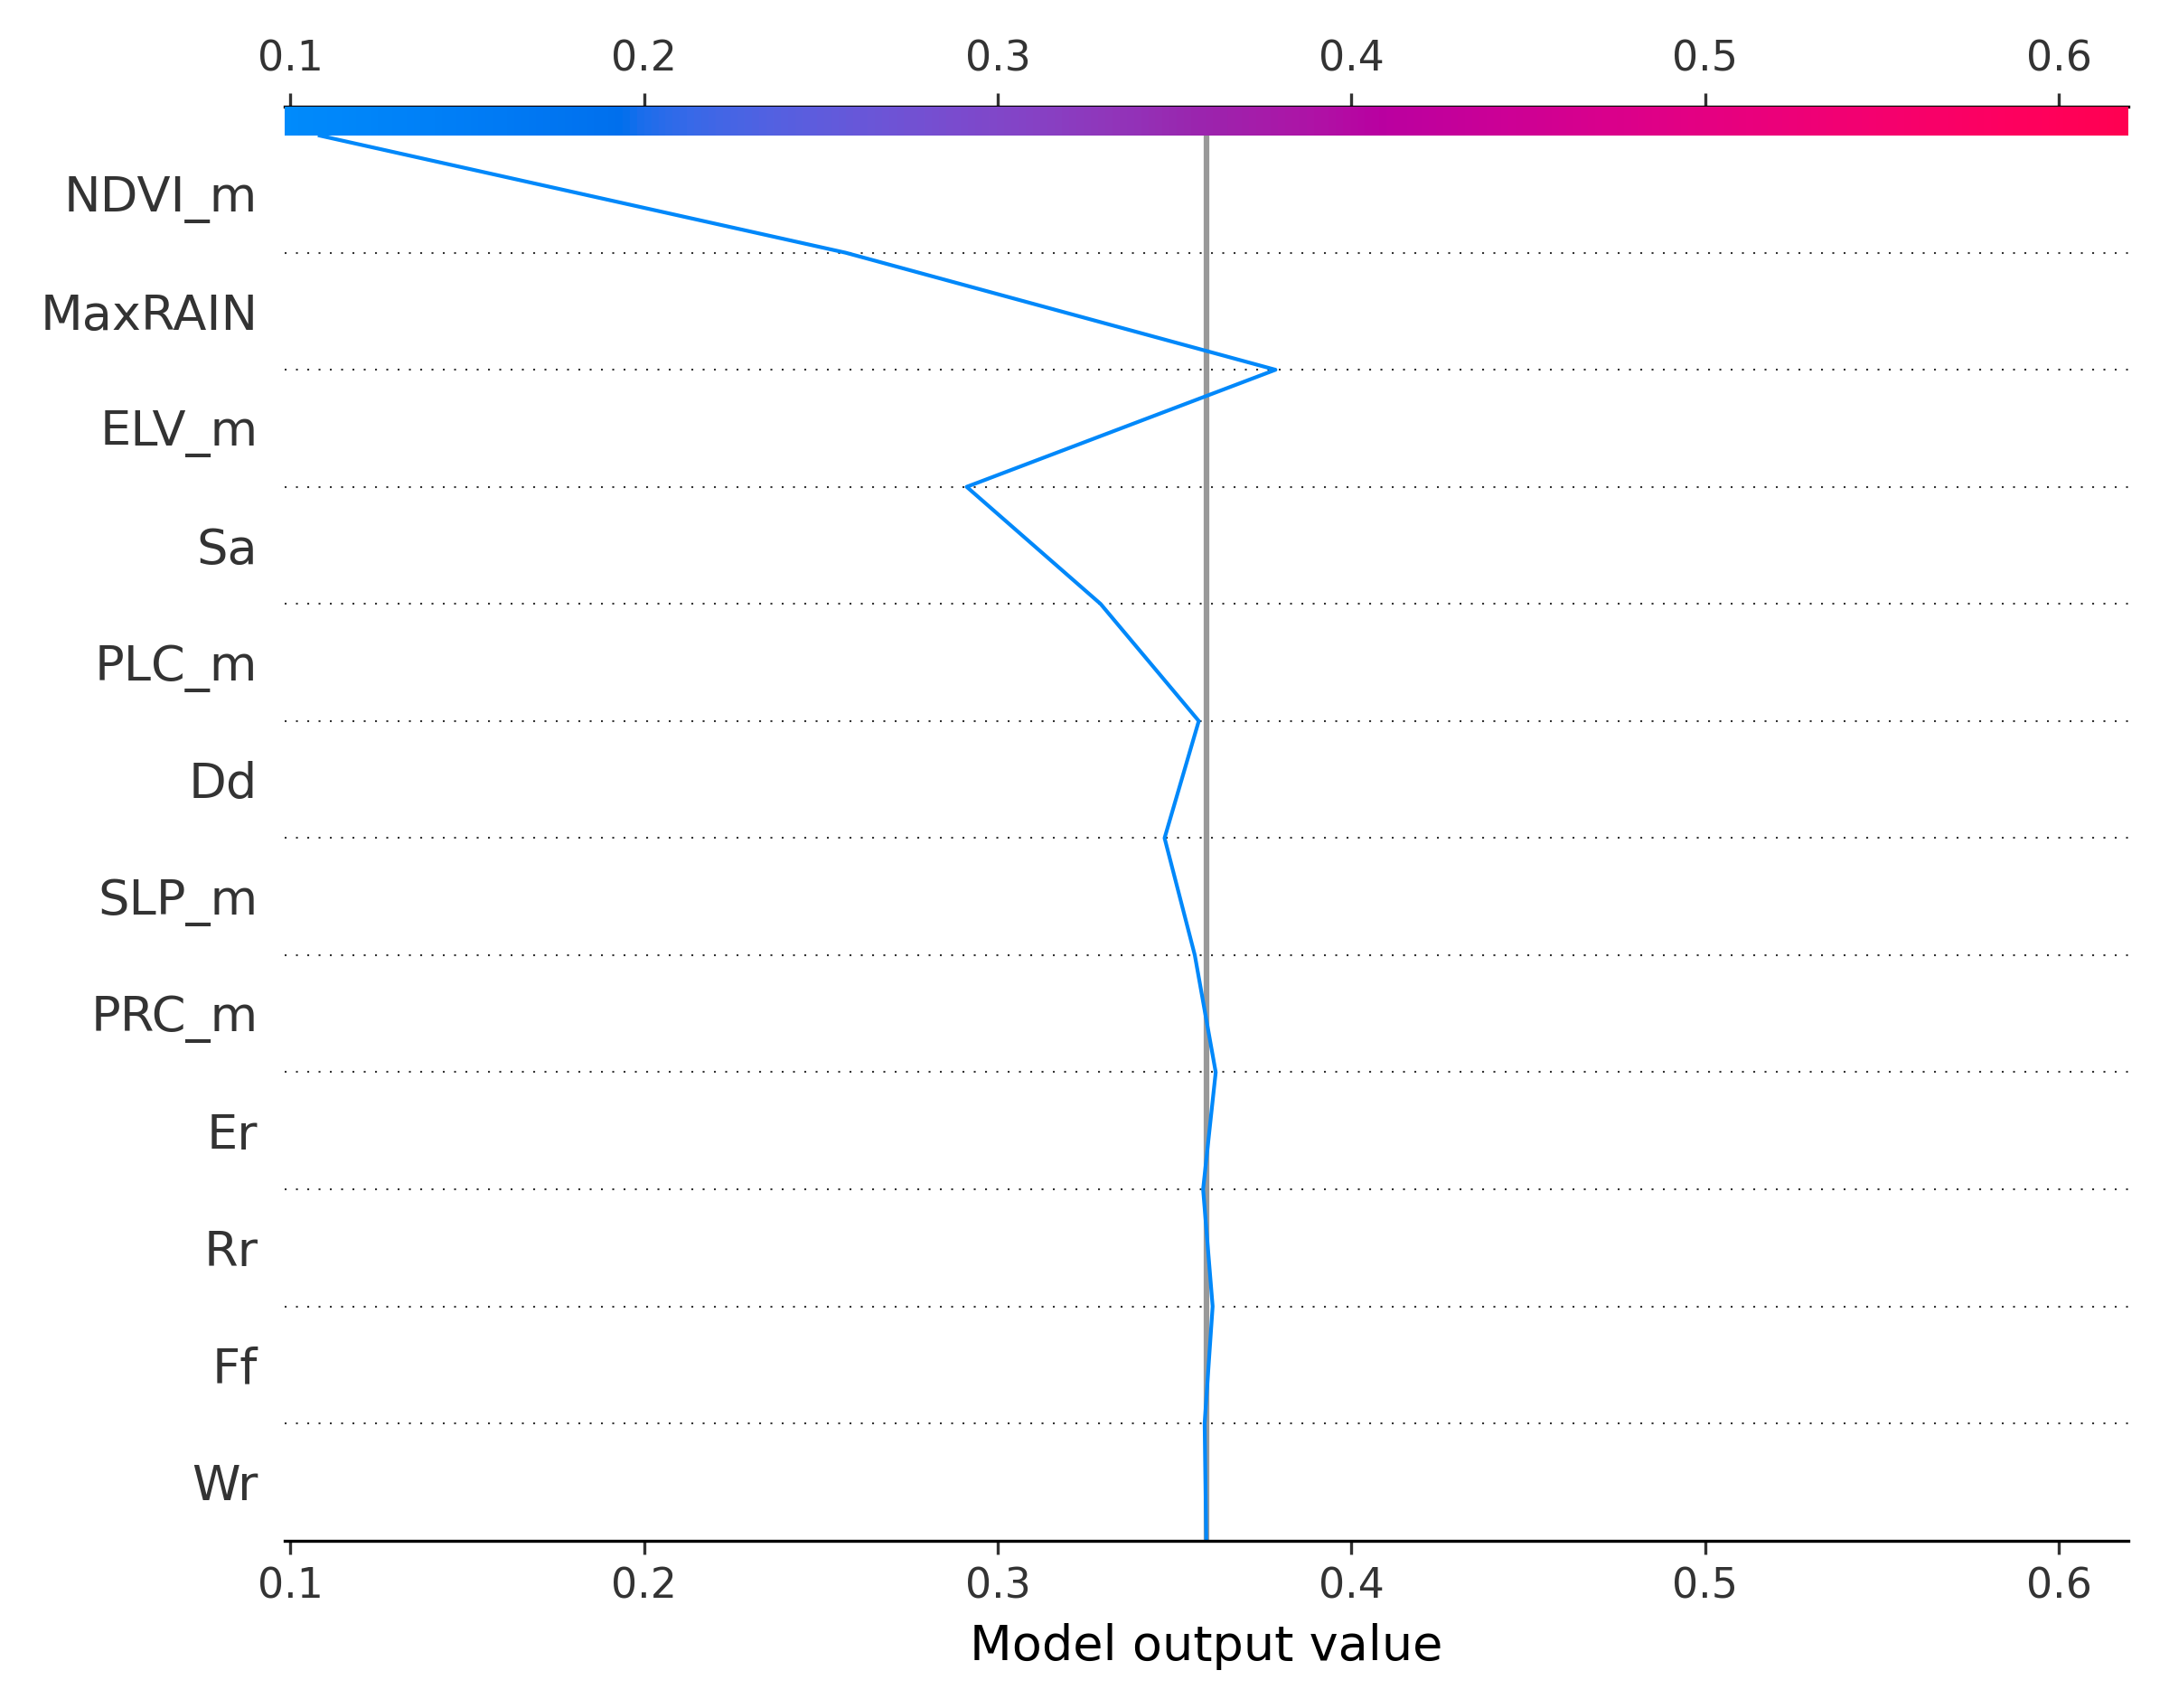 0.1 0.2 0.3 0.4 0.5 0.6
NDVI_m
MaxRAIN
ELV_m
Sa
PLC_m
Dd
SLP_m
PRC_m
Er
Rr
Ff
Wr
0.1 0.2 0.3 0.4 0.5 0.6
Model output value